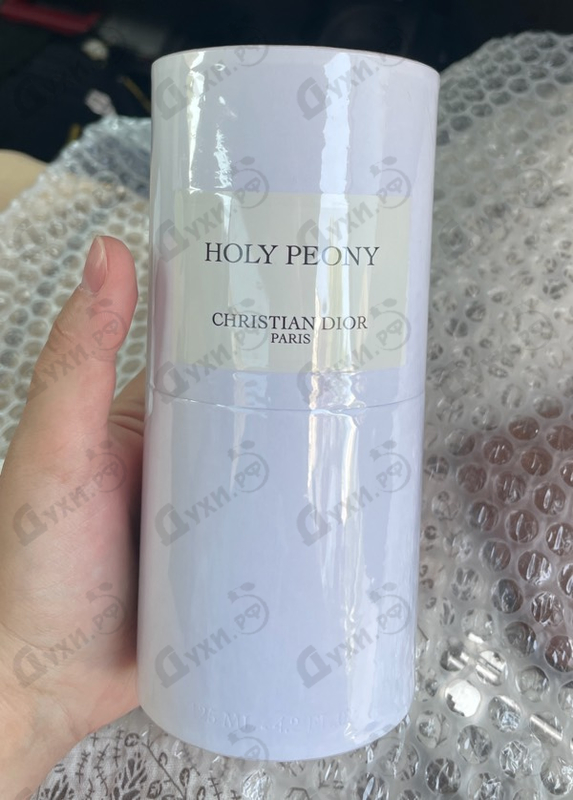 HOLY PEONY
CHRISTIAN DIOR
PARIS
Духи.рф